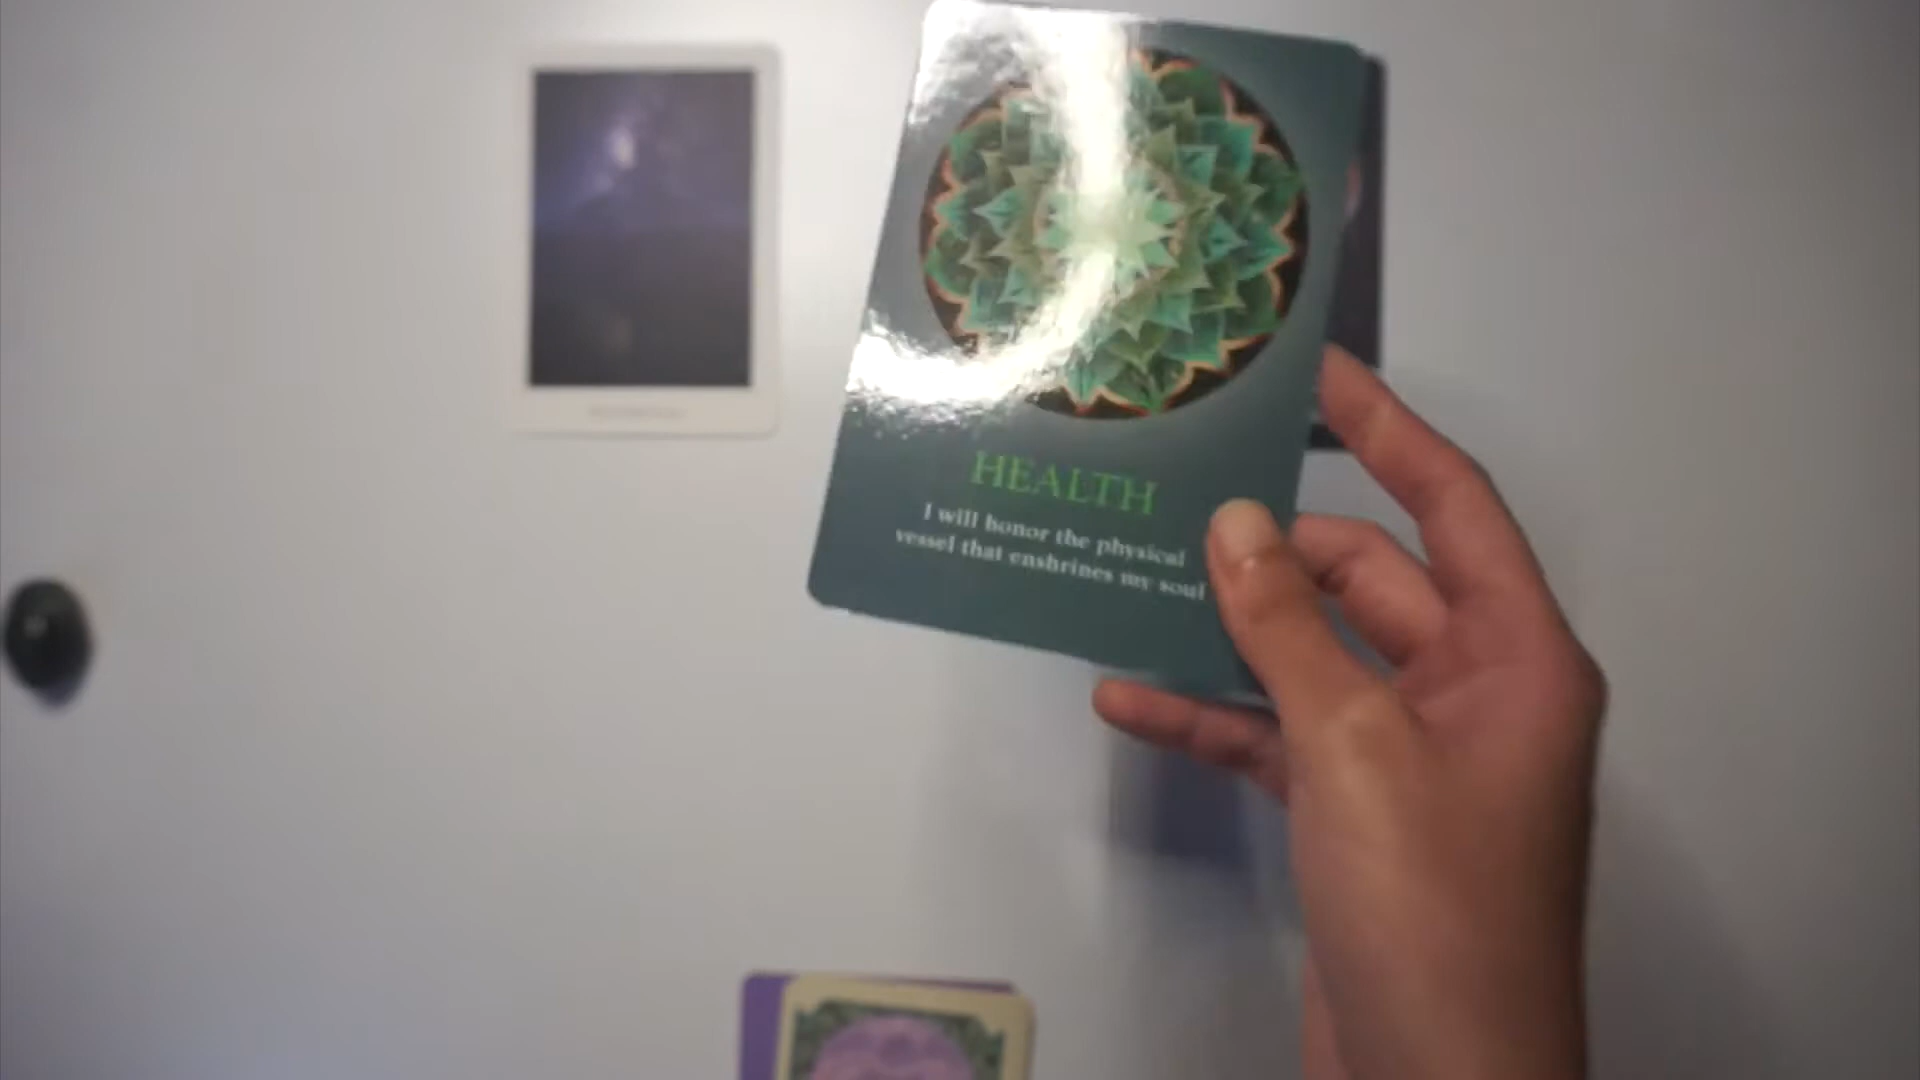 HEALTH
I will honor the physical
vessel that enshrines my soul